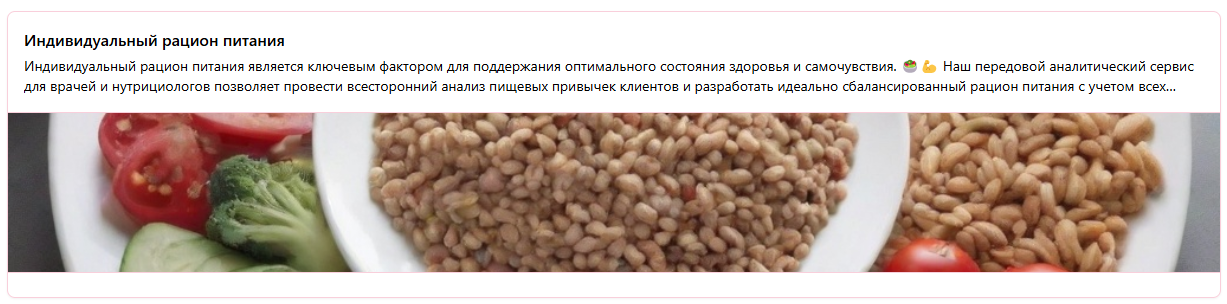 Индивидуальный рацион питания
Индивидуальный рацион питания является ключевым фактором для поддержания оптимального состояния здоровья и самочувствия. 🥗 💪 Наш передовой аналитический сервис
для врачей и нутрициологов позволяет провести всесторонний анализ пищевых привычек клиентов и разработать идеально сбалансированный рацион питания с учетом всех...